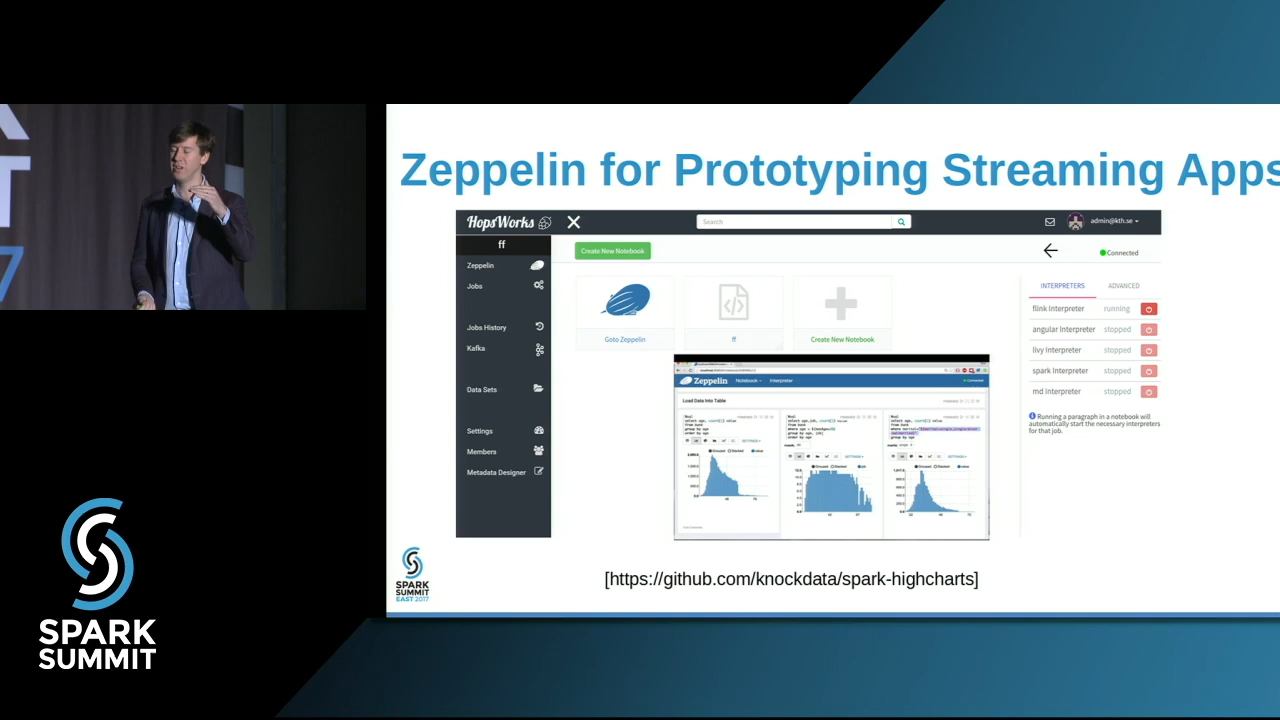 Zeppelin for Prototyping Streaming Apps
HopsWorks
Search
admin@kth.se
ff
Create New Notebook
Connected
Zeppelin
Jobs
Jobs History
Kafka
Data Sets
Settings
Members
Metadata Designer
Goto Zeppelin
ff
Create New Notebook
INTERPRETERS
ADVANCED
flink Interpreter running
angular Interpreter stopped
livy Interpreter stopped
spark Interpreter stopped
md Interpreter stopped
Running a paragraph in a notebook will
automatically start the necessary interpreters
for that job.
Zeppelin
Notebook
Interpreter
Connected
Load Data Into Table
[https://github.com/knockdata/spark-highcharts]
SPARK
SUMMIT
EAST 2017
SPARK
SUMMIT